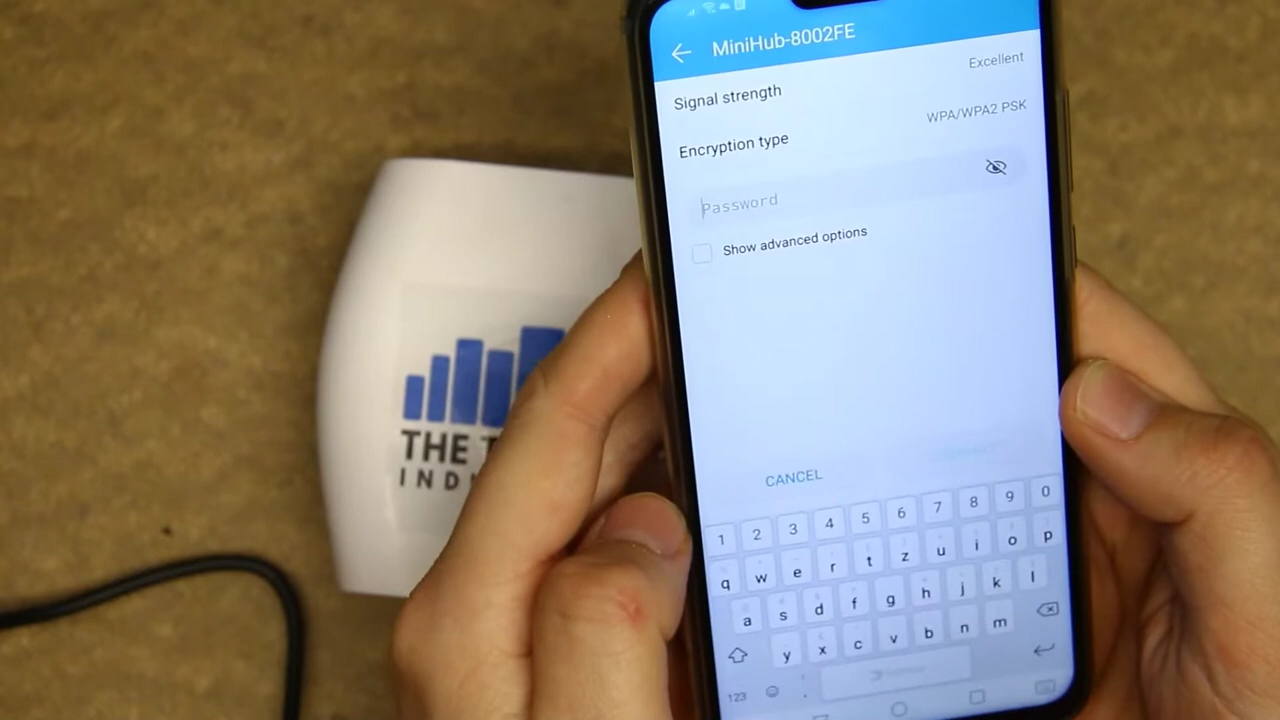 MiniHub-8002FE
Signal strength
Excellent
Encryption type
WPA/WPA2 PSK
Password
Show advanced options
CANCEL
1 2 3 4 5 6 7 8 9 0
q w e r t z u i o p
a s d f g h j k l
y x c v b n m
123
THE